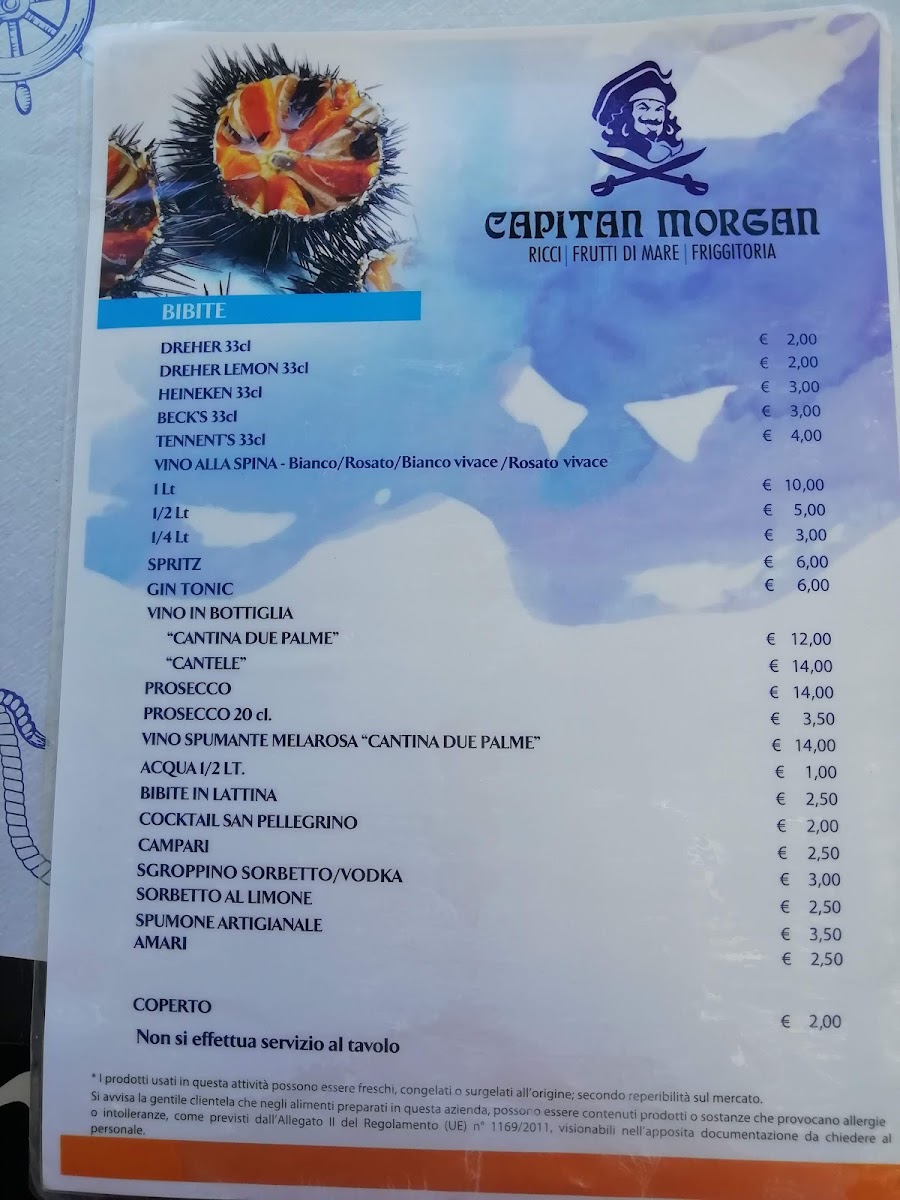 CAPITAN MORGAN
RICCI | FRUTTI DI MARE | FRIGGITORIA
BIBITE
DREHER 33cl € 2,00
DREHER LEMON 33cl € 2,00
HEINEKEN 33cl € 3,00
BECK'S 33cl € 3,00
TENNENT'S 33cl € 4,00
VINO ALLA SPINA - Bianco/Rosato/Bianco vivace /Rosato vivace
1 Lt € 10,00
1/2 Lt € 5,00
1/4 Lt € 3,00
SPRITZ € 6,00
GIN TONIC € 6,00
VINO IN BOTTIGLIA
“CANTINA DUE PALME” € 12,00
“CANTELE” € 14,00
PROSECCO € 14,00
PROSECCO 20 cl. € 3,50
VINO SPUMANTE MELAROSA “CANTINA DUE PALME” € 14,00
ACQUA 1/2 LT. € 1,00
BIBITE IN LATTINA € 2,50
COCKTAIL SAN PELLEGRINO € 2,00
CAMPARI € 2,50
SGROPPINO SORBETTO/VODKA € 3,00
SORBETTO AL LIMONE € 2,50
SPUMONE ARTIGIANALE € 3,50
AMARI € 2,50
COPERTO € 2,00
Non si effettua servizio al tavolo
* I prodotti usati in questa attività possono essere freschi, congelati o surgelati all'origine; secondo reperibilità sul mercato.
Si avvisa la gentile clientela che negli alimenti preparati in questa azienda, possono essere contenuti prodotti o sostanze che provocano allergie
o intolleranze, come previsti dall'Allegato II del Regolamento (UE) n° 1169/2011, visionabili nell'apposita documentazione da chiedere al
personale.